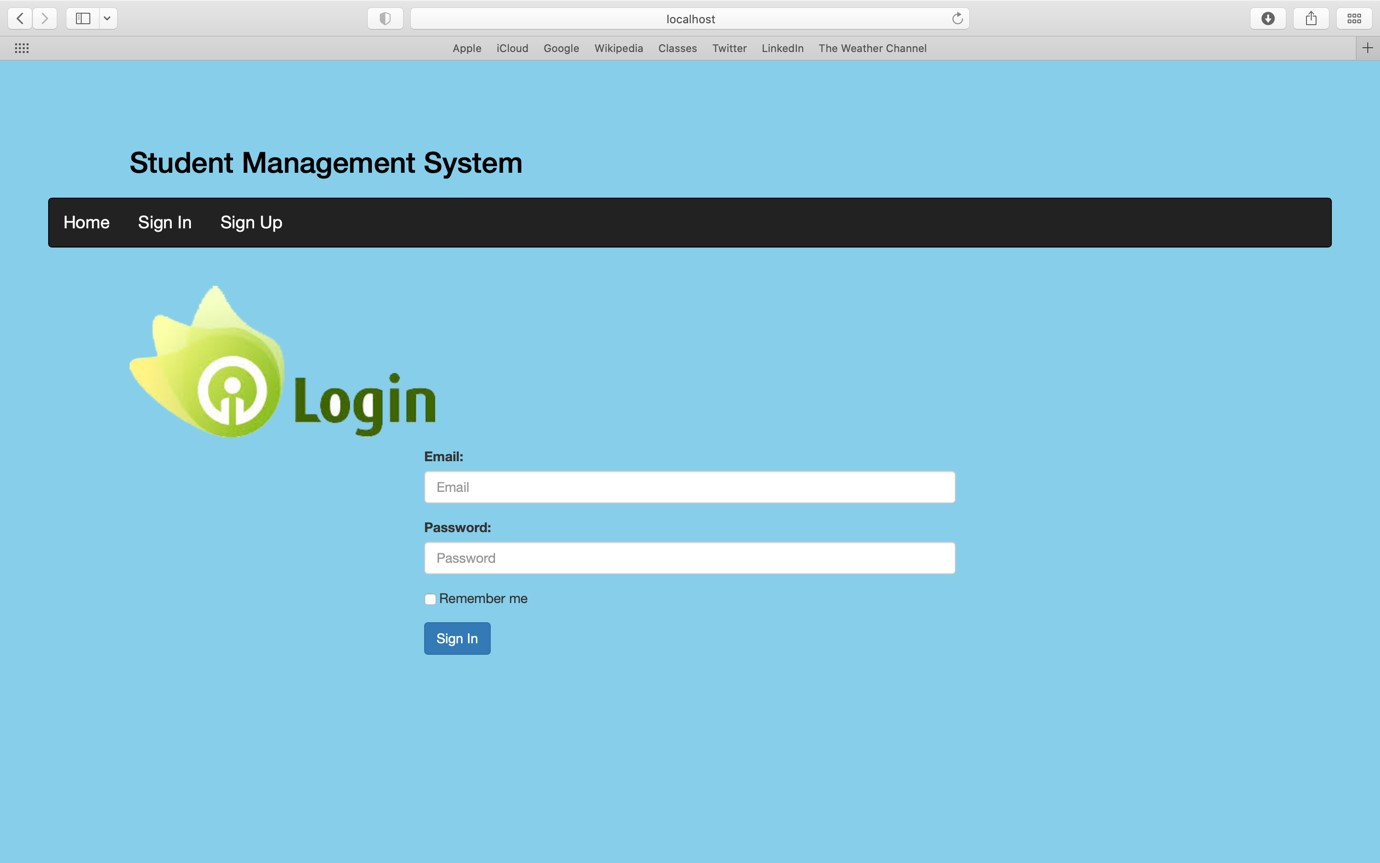 localhost
Apple iCloud Google Wikipedia Classes Twitter LinkedIn The Weather Channel
Student Management System
Home Sign In Sign Up
Login
Email:
Email
Password:
Password
Remember me
Sign In